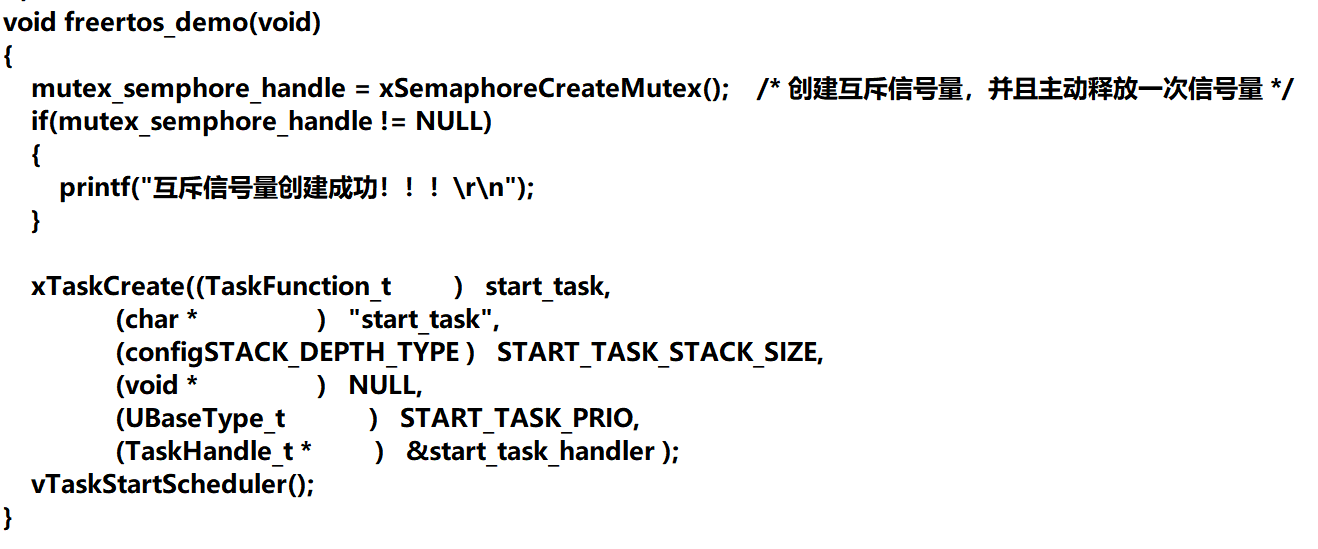 void freertos_demo(void)
{
    mutex_semphore_handle = xSemaphoreCreateMutex();    /* 创建互斥信号量，并且主动释放一次信号量 */
    if(mutex_semphore_handle != NULL)
    {
        printf("互斥信号量创建成功！！！\r\n");
    }

    xTaskCreate((TaskFunction_t         )   start_task,
                (char *                 )   "start_task",
                (configSTACK_DEPTH_TYPE )   START_TASK_STACK_SIZE,
                (void *                 )   NULL,
                (UBaseType_t            )   START_TASK_PRIO,
                (TaskHandle_t *         )   &start_task_handler );
    vTaskStartScheduler();
}